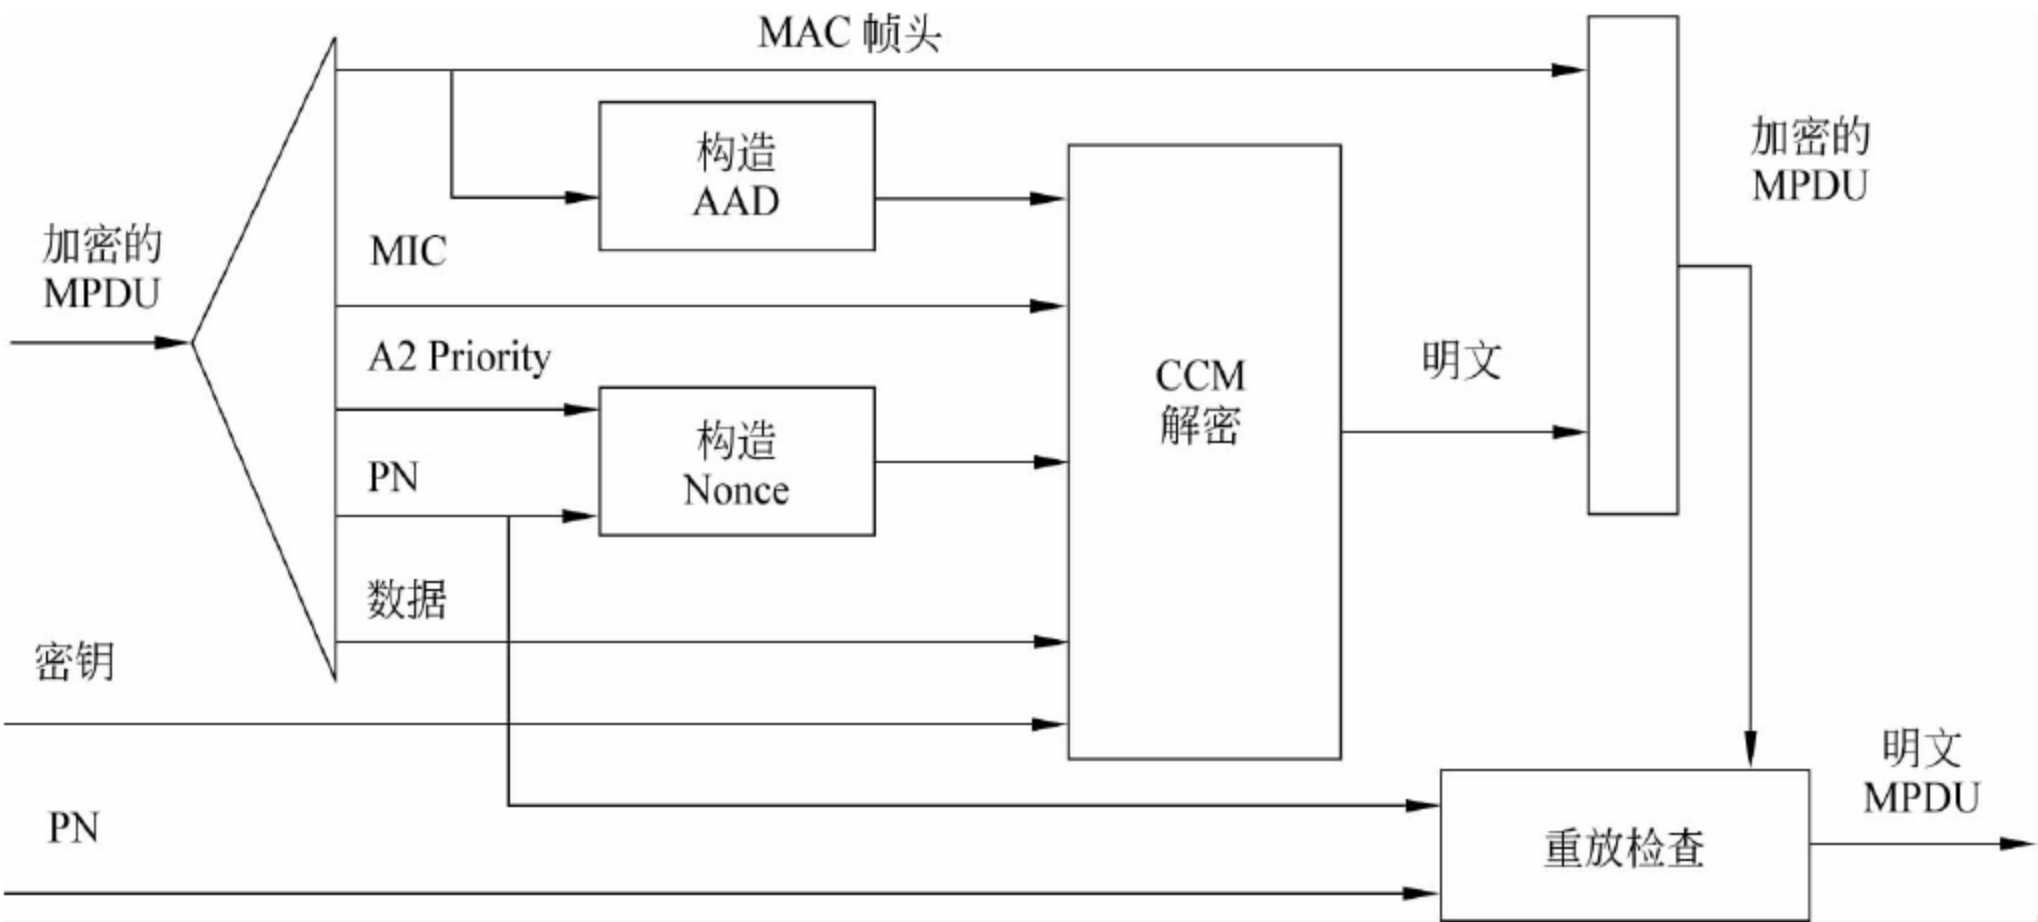 MAC 帧头
构造
AAD
加密的
MPDU
加密的
MPDU
MIC
A2 Priority
CCM
解密
明文
构造
Nonce
PN
数据
密钥
明文
MPDU
PN
重放检查